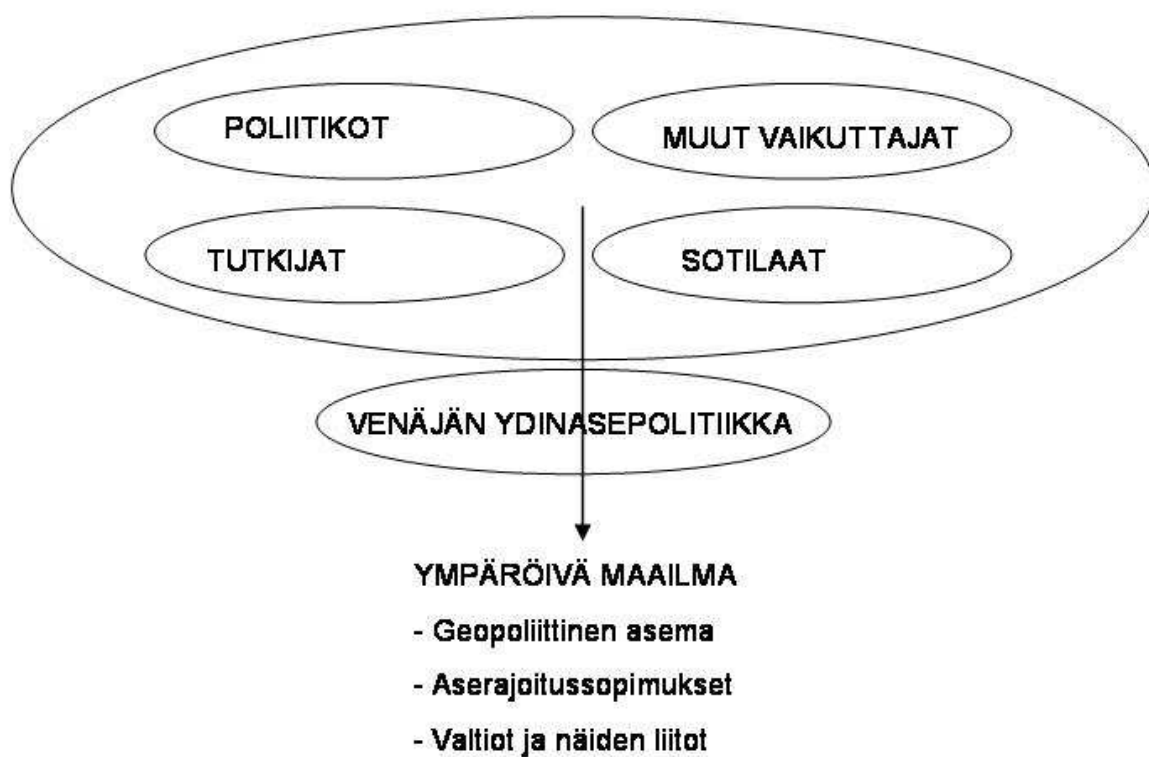 POLIITIKOT
MUUT VAIKUTTAJAT
TUTKIJAT
SOTILAAT
VENÄJÄN YDINASEPOLITIIKKA
YMPÄRÖIVÄ MAAILMA
- Geopoliittinen asema
- Aserajoitussopimukset
- Valtiot ja näiden liitot